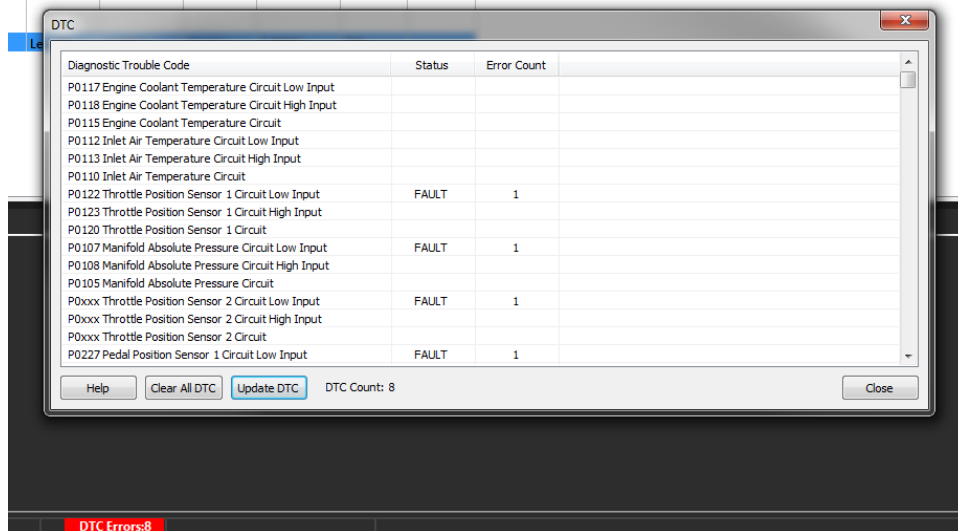 DTC
Le
Diagnostic Trouble Code Status Error Count
P0117 Engine Coolant Temperature Circuit Low Input
P0118 Engine Coolant Temperature Circuit High Input
P0115 Engine Coolant Temperature Circuit
P0112 Inlet Air Temperature Circuit Low Input
P0113 Inlet Air Temperature Circuit High Input
P0110 Inlet Air Temperature Circuit
P0122 Throttle Position Sensor 1 Circuit Low Input FAULT 1
P0123 Throttle Position Sensor 1 Circuit High Input
P0120 Throttle Position Sensor 1 Circuit
P0107 Manifold Absolute Pressure Circuit Low Input FAULT 1
P0108 Manifold Absolute Pressure Circuit High Input
P0105 Manifold Absolute Pressure Circuit
P0xxx Throttle Position Sensor 2 Circuit Low Input FAULT 1
P0xxx Throttle Position Sensor 2 Circuit High Input
P0xxx Throttle Position Sensor 2 Circuit
P0227 Pedal Position Sensor 1 Circuit Low Input FAULT 1
Help Clear All DTC Update DTC DTC Count: 8 Close
DTC Errors:8